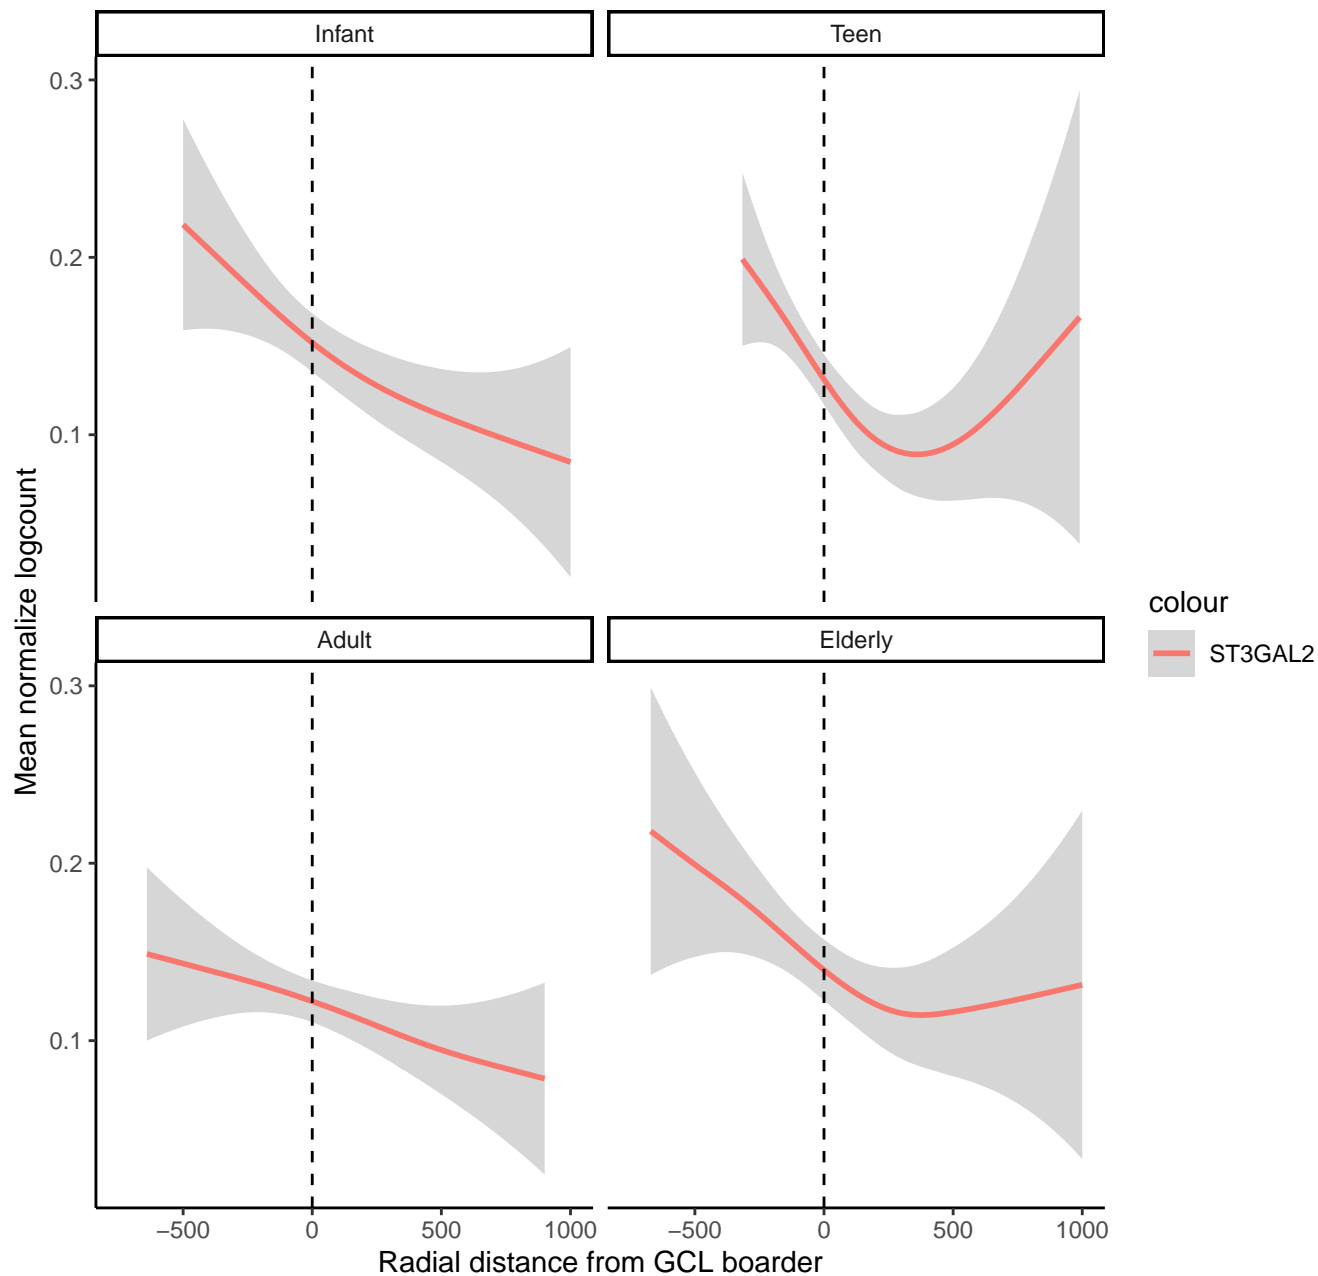 Infant
Teen
0.3
0.2
0.1
Mean normalize logcount
colour
ST3GAL2
Adult
Elderly
0.3
0.2
0.1
−500 0 500 1000
−500 0 500 1000
Radial distance from GCL boarder